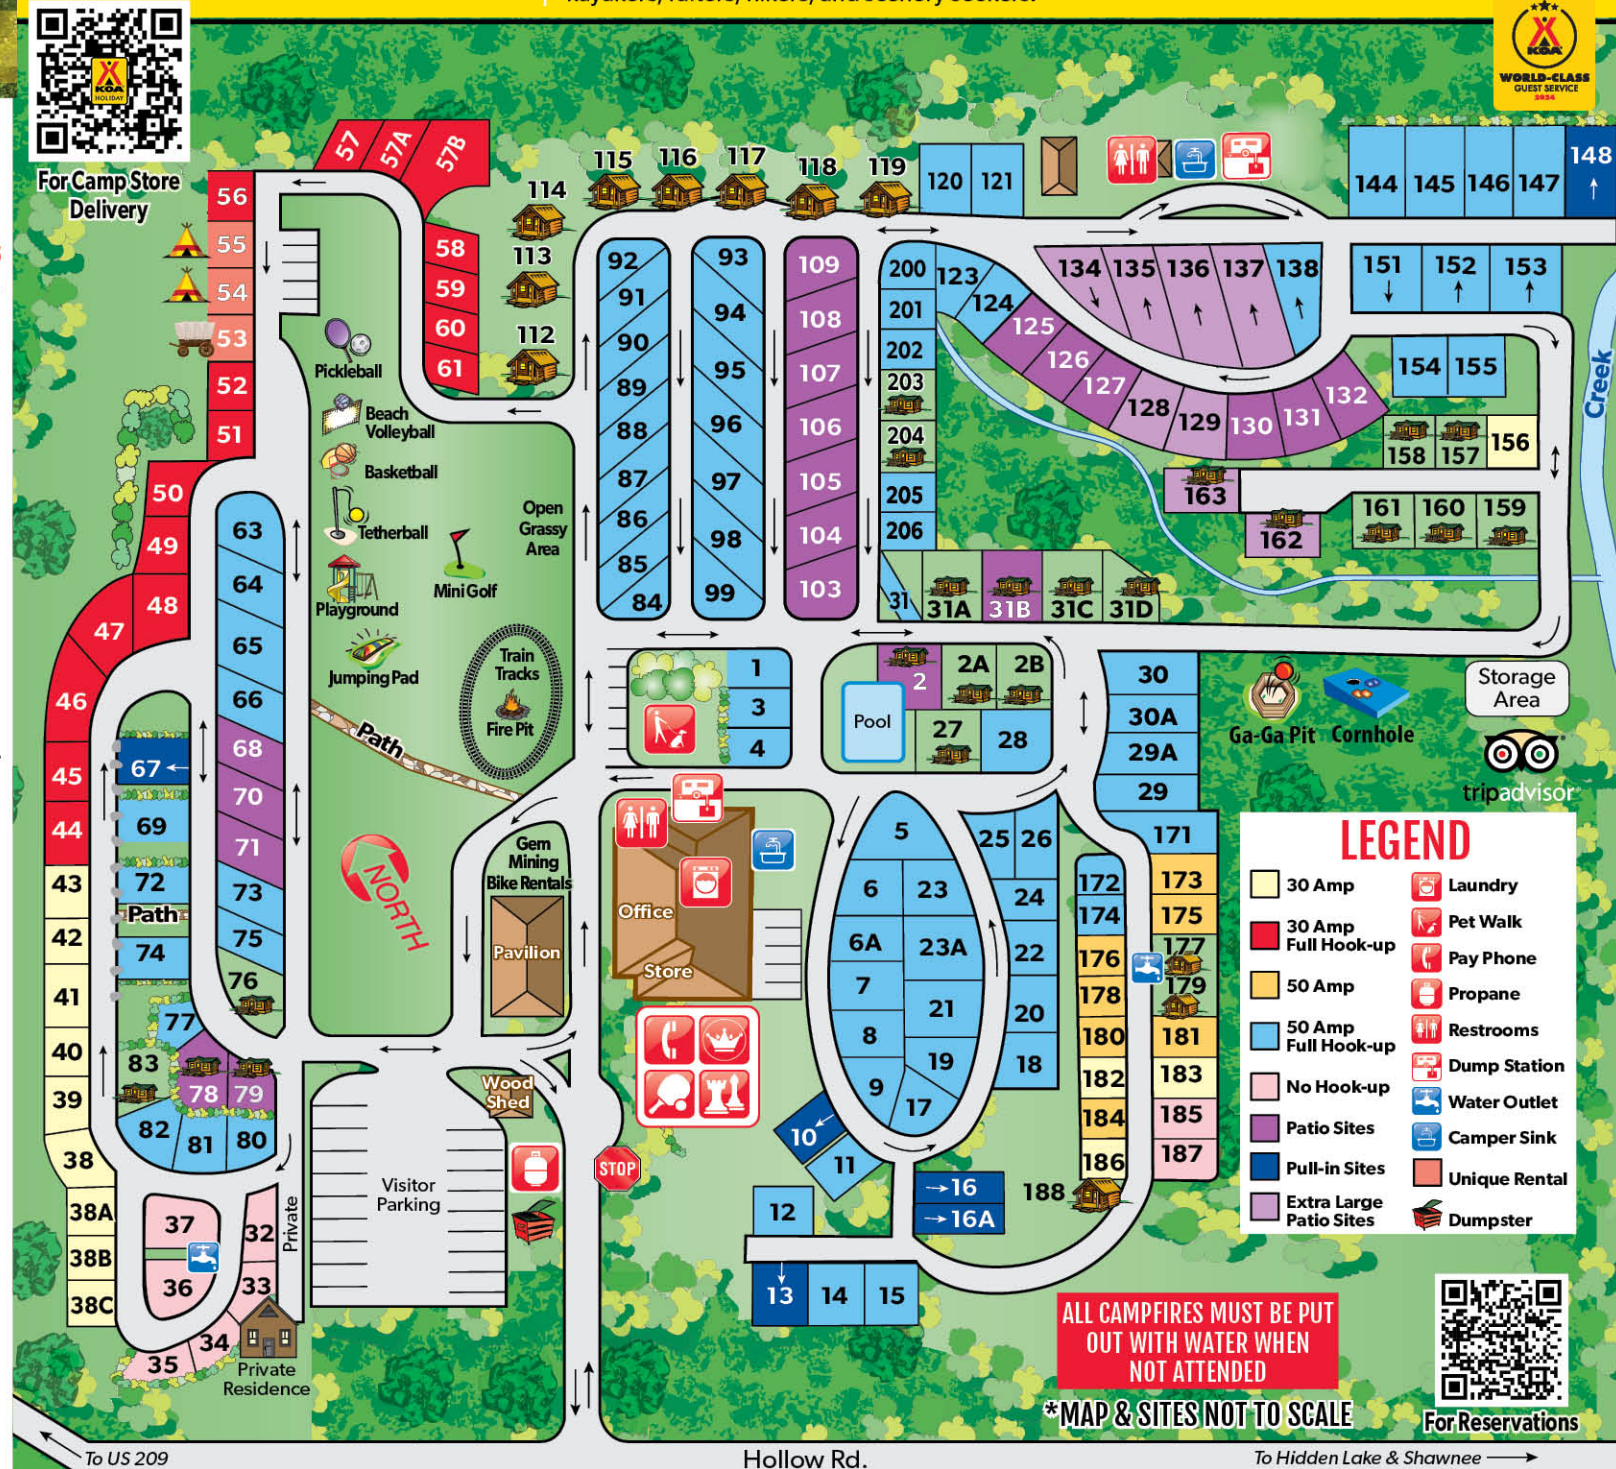 KOA
HOLIDAY
For Camp Store
Delivery
KOA
WORLD-CLASS
GUEST SERVICE
2024
57
57A
57B
56
55
54
53
52
51
50
49
48
47
46
45
44
43
42
41
40
39
38
38A
38B
38C
58
59
60
61
112
113
114
115
116
117
118
119
120
121
144
145
146
147
148
92
91
90
89
88
87
86
85
84
93
94
95
96
97
98
99
109
108
107
106
105
104
103
200
201
202
203
204
205
206
123
124
125
126
127
128
129
130
131
132
134
135
136
137
138
151
152
153
154
155
156
157
158
159
160
161
162
163
Creek
31
31A
31B
31C
31D
Pickleball
Beach
Volleyball
Basketball
Tetherball
Playground
Jumping Pad
Mini Golf
Open
Grassy
Area
Train
Tracks
Fire Pit
Path
NORTH
63
64
65
66
68
70
71
73
75
76
67
69
72
Path
74
77
83
78
79
82
81
80
37
36
32
33
34
35
Private
Private
Residence
1
3
4
Pool
2
2A
2B
27
28
30
30A
29A
29
Ga-Ga Pit
Cornhole
Storage
Area
tripadvisor
Gem
Mining
Bike Rentals
Pavilion
Office
Store
Wood
Shed
Visitor
Parking
STOP
5
6
23
6A
23A
7
21
8
19
9
17
25
26
24
22
20
18
10
11
12
13
14
15
16
16A
171
172
173
174
175
176
177
178
179
180
181
182
183
184
185
186
187
188
LEGEND
30 Amp
30 Amp
Full Hook-up
50 Amp
50 Amp
Full Hook-up
No Hook-up
Patio Sites
Pull-in Sites
Extra Large
Patio Sites
Laundry
Pet Walk
Pay Phone
Propane
Restrooms
Dump Station
Water Outlet
Camper Sink
Unique Rental
Dumpster
ALL CAMPFIRES MUST BE PUT
OUT WITH WATER WHEN
NOT ATTENDED
*MAP & SITES NOT TO SCALE
For Reservations
To US 209
Hollow Rd.
To Hidden Lake & Shawnee